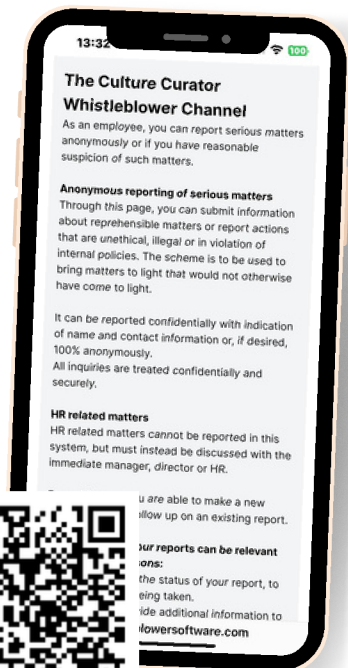 13:32
100
The Culture Curator
Whistleblower Channel
As an employee, you can report serious matters
anonymously or if you have reasonable
suspicion of such matters.
Anonymous reporting of serious matters
Through this page, you can submit information
about reprehensible matters or report actions
that are unethical, illegal or in violation of
internal policies. The scheme is to be used to
bring matters to light that would not otherwise
have come to light.
It can be reported confidentially with indication
of name and contact information or, if desired,
100% anonymously.
All inquiries are treated confidentially and
securely.
HR related matters
HR related matters cannot be reported in this
system, but must instead be discussed with the
immediate manager, director or HR.
are able to make a new
follow up on an existing report.
reports can be relevant
the status of your report, to
being taken.
additional information to
lowersoftware.com